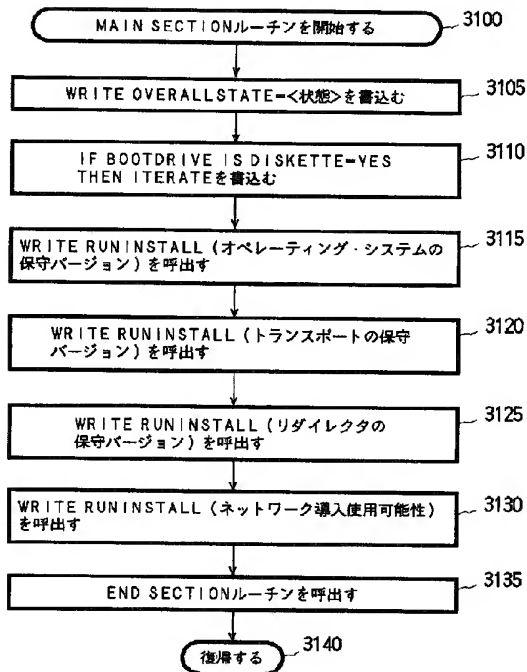 MAIN SECTIONルーチンを開始する
3100
WRITE OVERALLSTATE=<状態>を書込む
3105
IF BOOTDRIVE IS DISKETTE=YES
THEN ITERATEを書込む
3110
WRITE RUNINSTALL(オペレーティング・システムの
保守バージョン)を呼出す
3115
WRITE RUNINSTALL(トランスポートの保守
バージョン)を呼出す
3120
WRITE RUNINSTALL(リダイレクタの
保守バージョン)を呼出す
3125
WRITE RUNINSTALL(ネットワーク導入使用可能性)
を呼出す
3130
END SECTIONルーチンを呼出す
3135
復帰する
3140